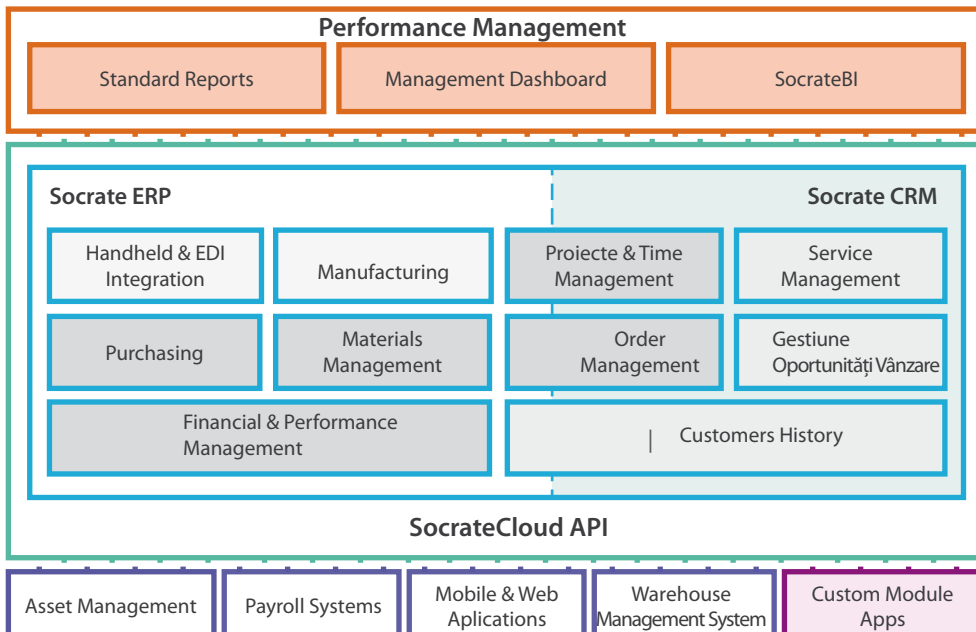 Performance Management
Standard Reports
Management Dashboard
SocrateBI
Socrate ERP
Socrate CRM
Handheld & EDI
Integration
Manufacturing
Proiecte & Time
Management
Service
Management
Purchasing
Materials
Management
Order
Management
Gestiune
Oportunități Vânzare
Financial & Performance
Management
Customers History
SocrateCloud API
Asset Management
Payroll Systems
Mobile & Web
Aplications
Warehouse
Management System
Custom Module
Apps